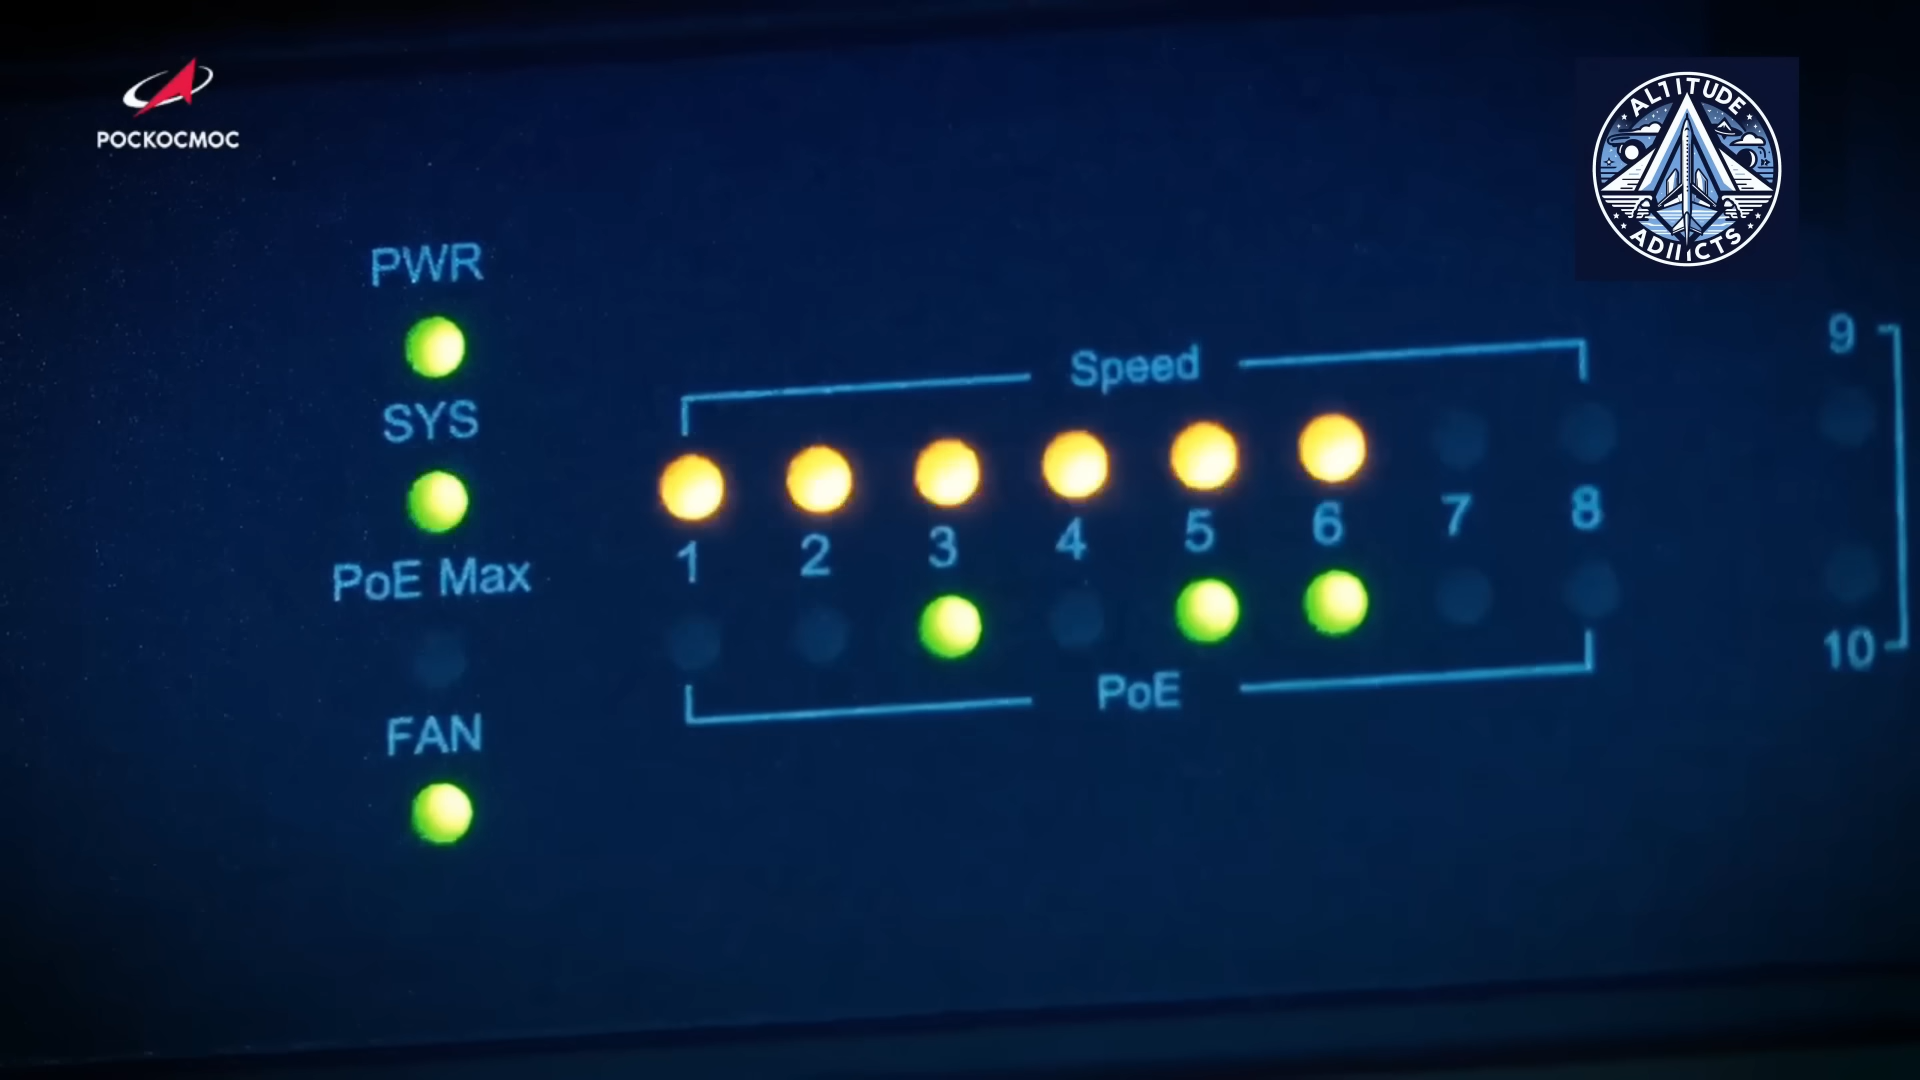 РОСКОСМОС
ALTITUDE
ADIICTS
PWR
SYS
PoE Max
FAN
Speed
1 2 3 4 5 6 7 8
PoE
9
10